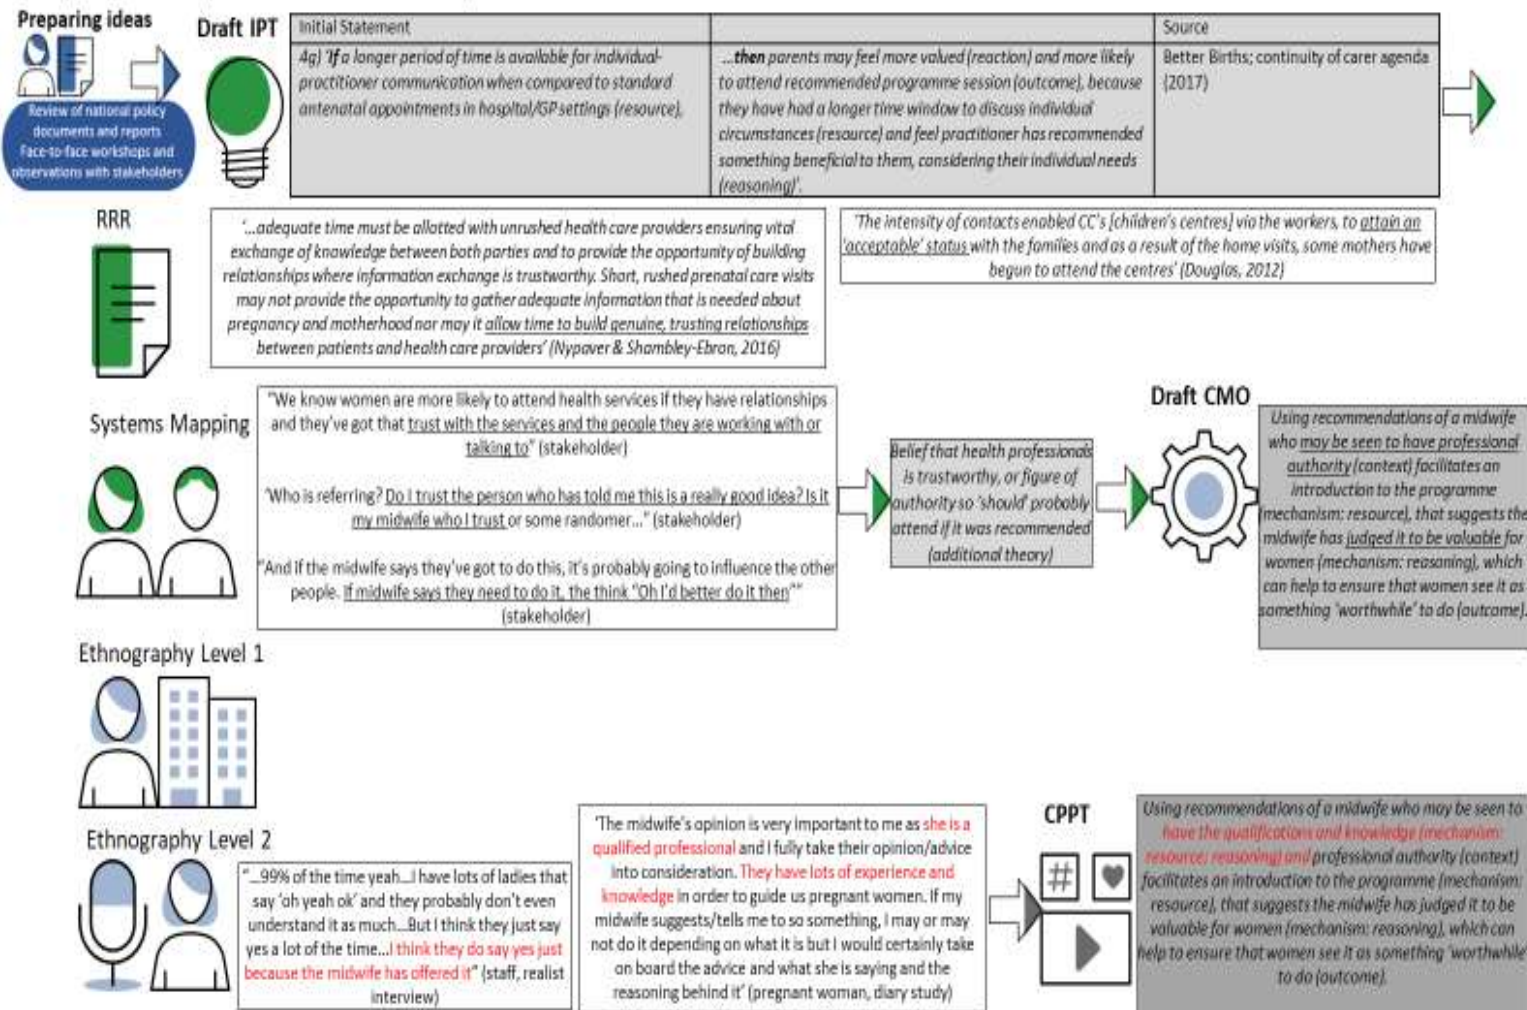 Preparing ideas
Review of national policy
documents and reports
Face-to-face workshops and
observations with stakeholders
Draft IPT
Initial Statement
Source
4g) 'If a longer period of time is available for individual-
practitioner communication when compared to standard
antenatal appointments in hospital/GP settings (resource),
...then parents may feel more valued (reaction) and more likely
to attend recommended programme session (outcome), because
they have had a longer time window to discuss individual
circumstances (resource) and feel practitioner has recommended
something beneficial to them, considering their individual needs
(reasoning)'.
Better Births; continuity of carer agenda
(2017)
RRR
'...adequate time must be allotted with unrushed health care providers ensuring vital
exchange of knowledge between both parties and to provide the opportunity of building
relationships where information exchange is trustworthy. Short, rushed prenatal care visits
may not provide the opportunity to gather adequate information that is needed about
pregnancy and motherhood nor may it allow time to build genuine, trusting relationships
between patients and health care providers' (Nypaver & Shambley-Ebron, 2016)
'The intensity of contacts enabled CC's [children's centres] via the workers, to attain an
'acceptable' status with the families and as a result of the home visits, some mothers have
begun to attend the centres' (Douglas, 2012)
Systems Mapping
"We know women are more likely to attend health services if they have relationships
and they've got that trust with the services and the people they are working with or
talking to" (stakeholder)
'Who is referring? Do I trust the person who has told me this is a really good idea? Is it
my midwife who I trust or some randomer..." (stakeholder)
"And if the midwife says they've got to do this, it's probably going to influence the other
people. If midwife says they need to do it, the think "Oh I'd better do it then""
(stakeholder)
Belief that health professionals
is trustworthy, or figure of
authority so 'should' probably
attend if it was recommended
(additional theory)
Draft CMO
Using recommendations of a midwife
who may be seen to have professional
authority (context) facilitates an
introduction to the programme
(mechanism: resource), that suggests the
midwife has judged it to be valuable for
women (mechanism: reasoning), which
can help to ensure that women see it as
something 'worthwhile' to do (outcome).
Ethnography Level 1
Ethnography Level 2
"...99% of the time yeah...I have lots of ladies that
say 'oh yeah ok' and they probably don't even
understand it as much...But I think they just say
yes a lot of the time...I think they do say yes just
because the midwife has offered it" (staff, realist
interview)
'The midwife's opinion is very important to me as she is a
qualified professional and I fully take their opinion/advice
into consideration. They have lots of experience and
knowledge in order to guide us pregnant women. If my
midwife suggests/tells me to so something, I may or may
not do it depending on what it is but I would certainly take
on board the advice and what she is saying and the
reasoning behind it' (pregnant woman, diary study)
CPPT
#
Using recommendations of a midwife who may be seen to
have the qualifications and knowledge (mechanism:
resource; reasoning) and professional authority (context)
facilitates an introduction to the programme (mechanism:
resource), that suggests the midwife has judged it to be
valuable for women (mechanism: reasoning), which can
help to ensure that women see it as something 'worthwhile'
to do (outcome).